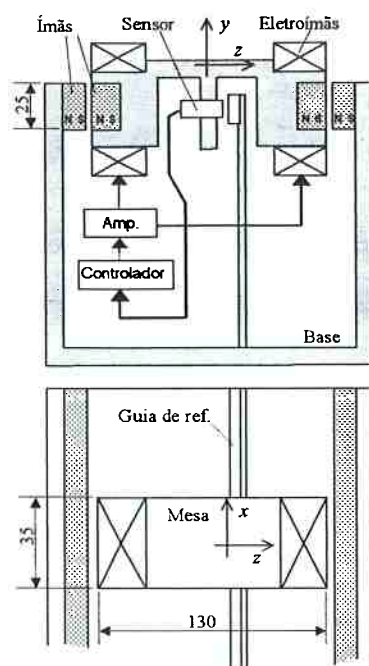 Ímãs
Sensor
y
z
Eletroímãs
25
N S
N S
N S
N S
Amp.
Controlador
Base
Guia de ref.
Mesa
x
z
35
130